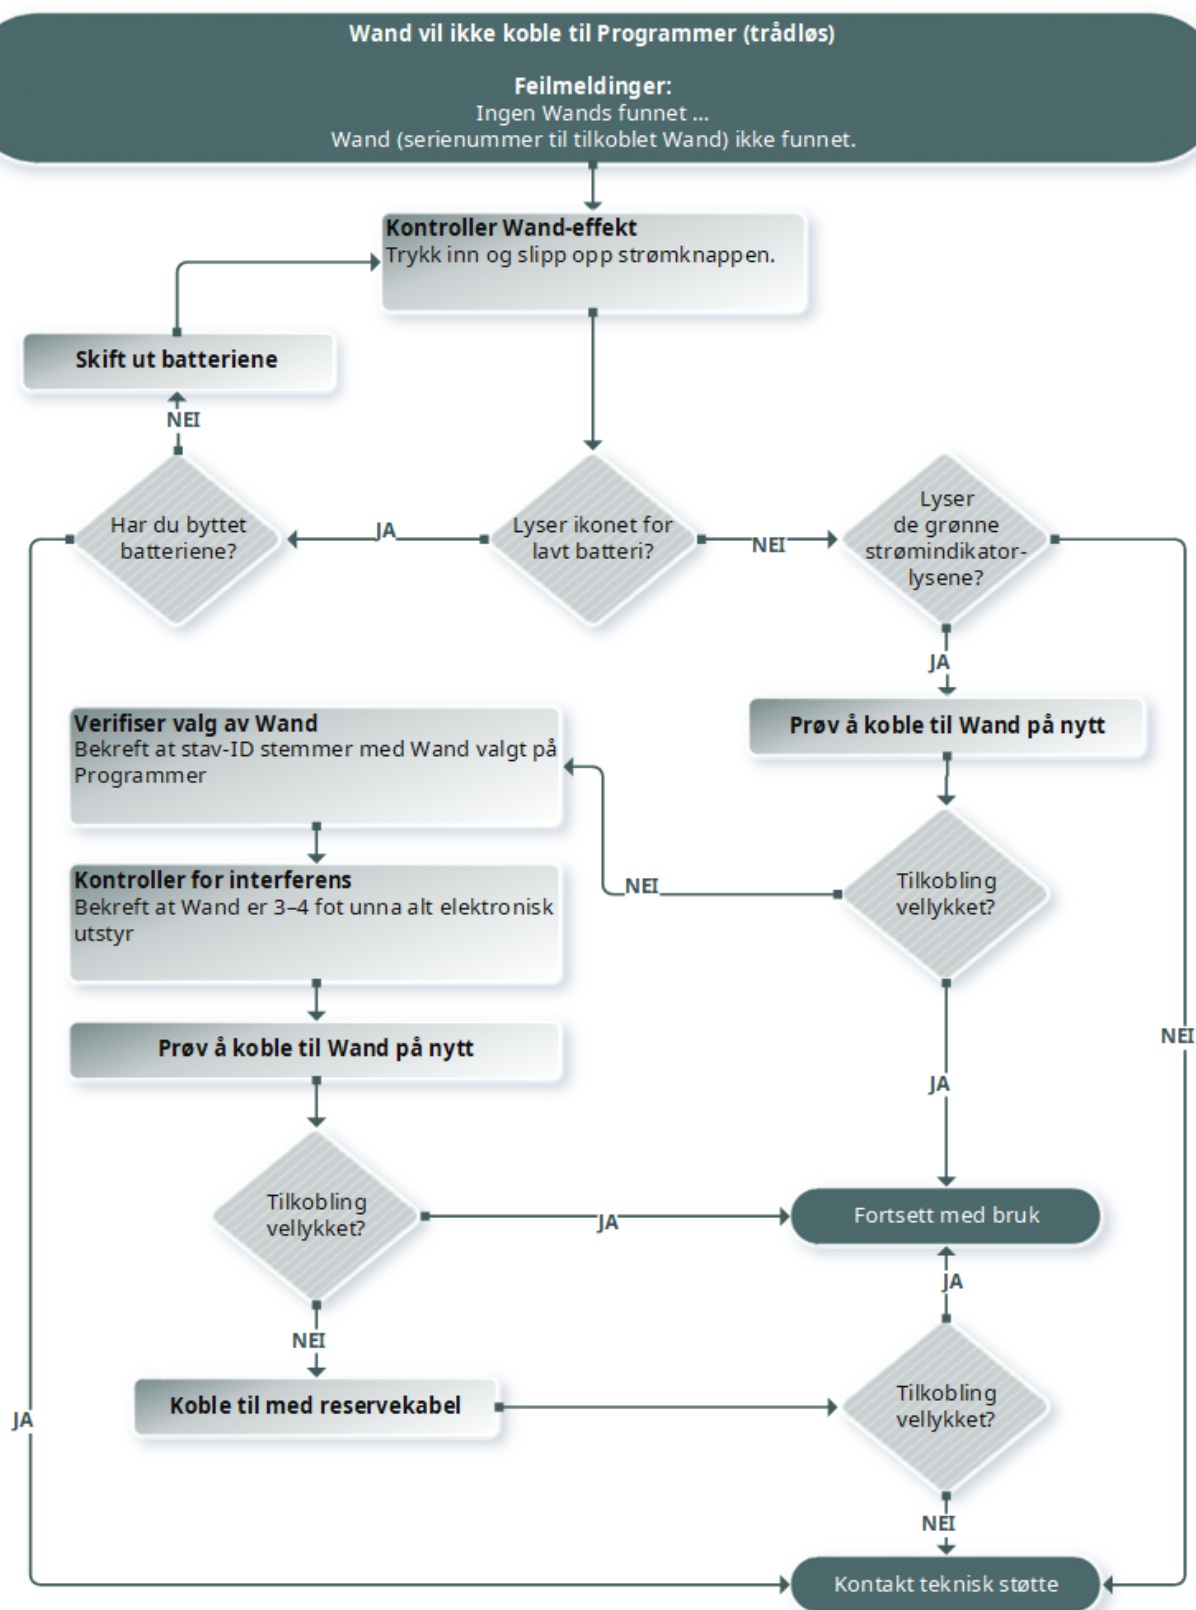 Wand vil ikke koble til Programmer (trådløs)
Feilmeldinger:
Ingen Wands funnet ...
Wand (serienummer til tilkoblet Wand) ikke funnet.
Kontroller Wand-effekt
Trykk inn og slipp opp strømknappen.
Skift ut batteriene
NEI
Har du byttet
batteriene?
JA
Lyser ikonet for
lavt batteri?
NEI
Lyser
de grønne
strømindikator-
lysene?
JA
Prøv å koble til Wand på nytt
Verifiser valg av Wand
Bekreft at stav-ID stemmer med Wand valgt på
Programmer
NEI
Tilkobling
vellykket?
Kontroller for interferens
Bekreft at Wand er 3–4 fot unna alt elektronisk
utstyr
Prøv å koble til Wand på nytt
NEI
JA
Tilkobling
vellykket?
JA
Fortsett med bruk
JA
NEI
Koble til med reservekabel
Tilkobling
vellykket?
JA
NEI
Kontakt teknisk støtte